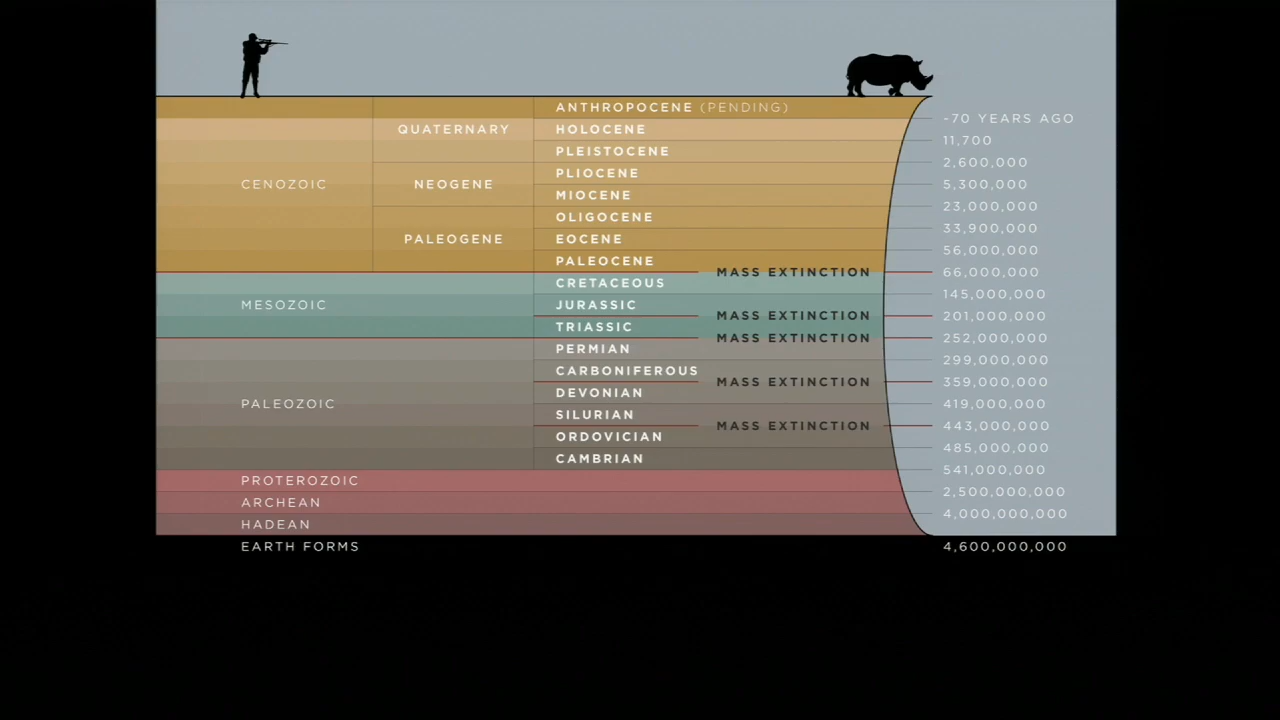 ANTHROPOCENE (PENDING)
~70 YEARS AGO
QUATERNARY
HOLOCENE
11,700
PLEISTOCENE
2,600,000
PLIOCENE
CENOZOIC
NEOGENE
5,300,000
MIOCENE
23,000,000
OLIGOCENE
33,900,000
PALEOGENE
EOCENE
56,000,000
PALEOCENE
MASS EXTINCTION
66,000,000
CRETACEOUS
145,000,000
MESOZOIC
JURASSIC
MASS EXTINCTION
201,000,000
TRIASSIC
MASS EXTINCTION
252,000,000
PERMIAN
299,000,000
CARBONIFEROUS
MASS EXTINCTION
359,000,000
DEVONIAN
PALEOZOIC
419,000,000
SILURIAN
MASS EXTINCTION
443,000,000
ORDOVICIAN
485,000,000
CAMBRIAN
541,000,000
PROTEROZOIC
2,500,000,000
ARCHEAN
4,000,000,000
HADEAN
EARTH FORMS
4,600,000,000